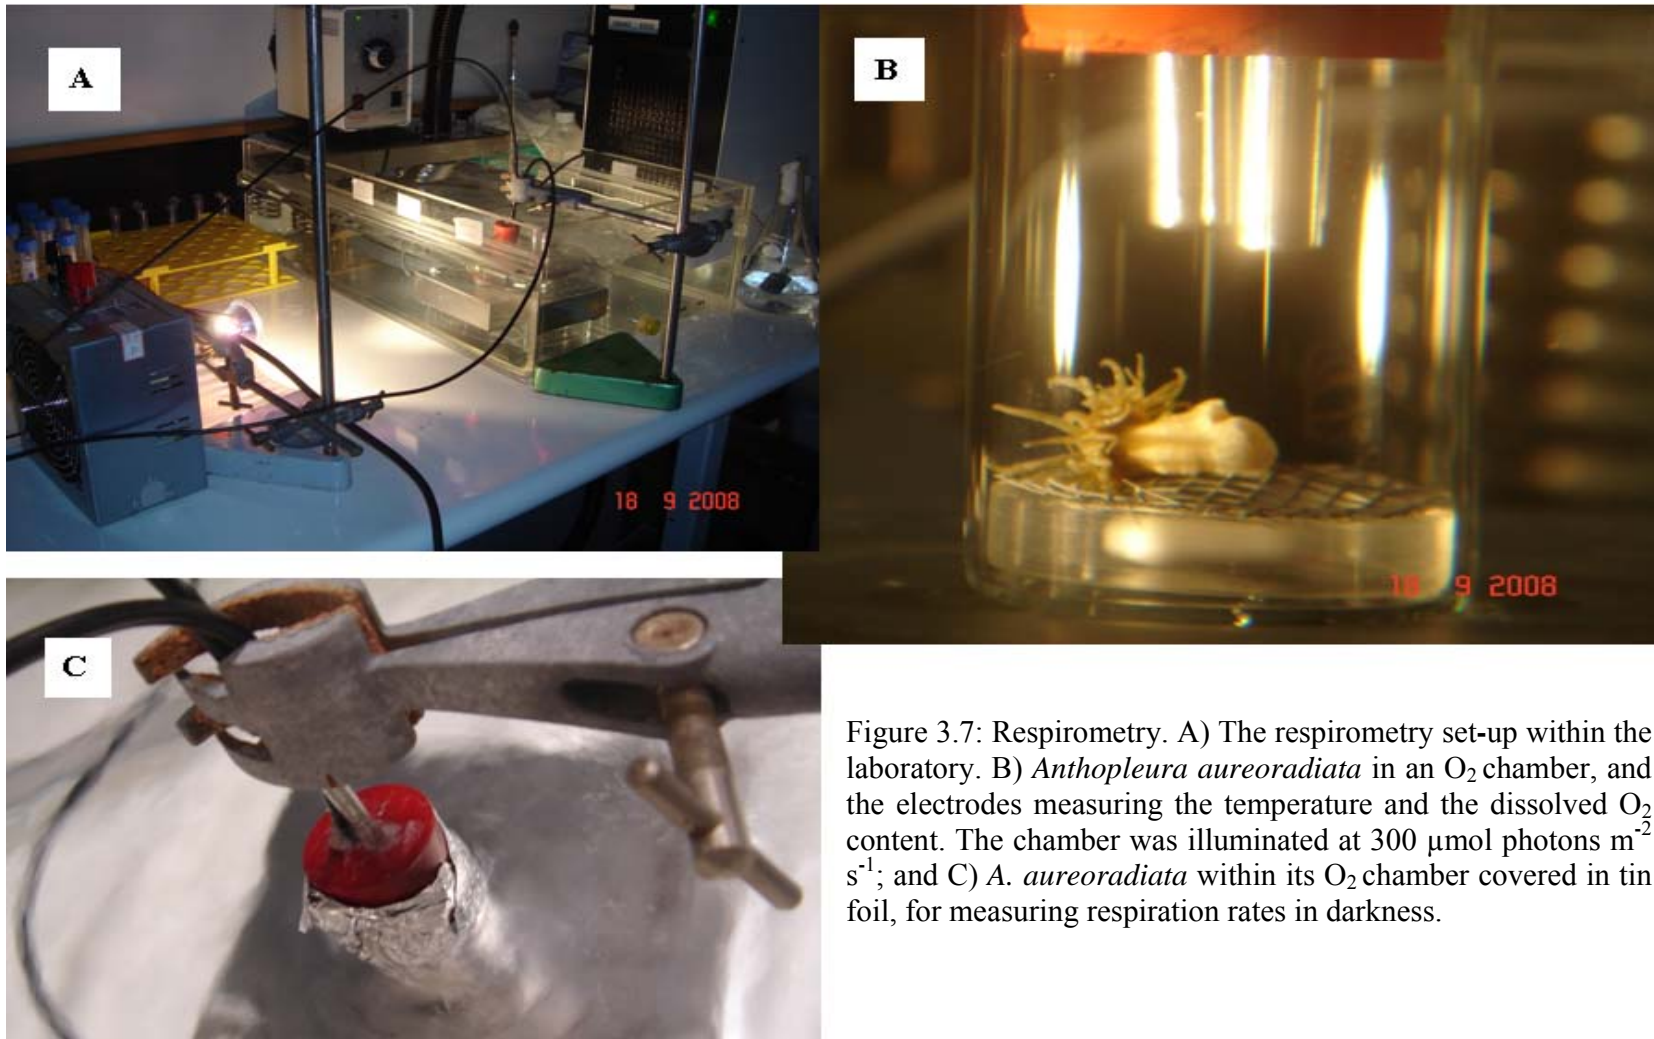 A
18 9 2008
B
18 9 2008
C
Figure 3.7: Respirometry. A) The respirometry set-up within the
laboratory. B) Anthopleura aureoradiata in an O₂ chamber, and
the electrodes measuring the temperature and the dissolved O₂
content. The chamber was illuminated at 300 µmol photons m⁻²
s⁻¹; and C) A. aureoradiata within its O₂ chamber covered in tin
foil, for measuring respiration rates in darkness.